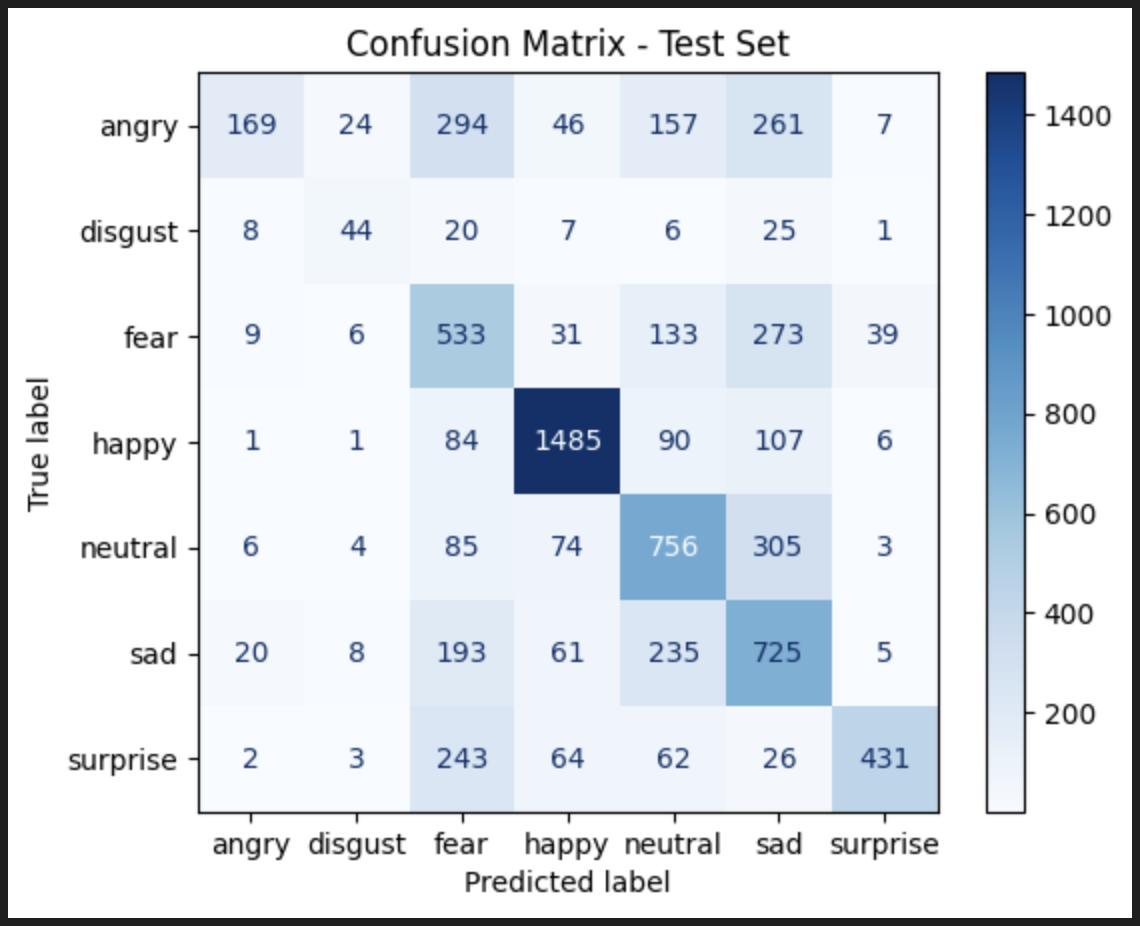 Confusion Matrix - Test Set
angry 169 24 294 46 157 261 7
disgust 8 44 20 7 6 25 1
fear 9 6 533 31 133 273 39
happy 1 1 84 1485 90 107 6
neutral 6 4 85 74 756 305 3
sad 20 8 193 61 235 725 5
surprise 2 3 243 64 62 26 431
angry disgust fear happy neutral sad surprise
Predicted label
True label
1400
1200
1000
800
600
400
200